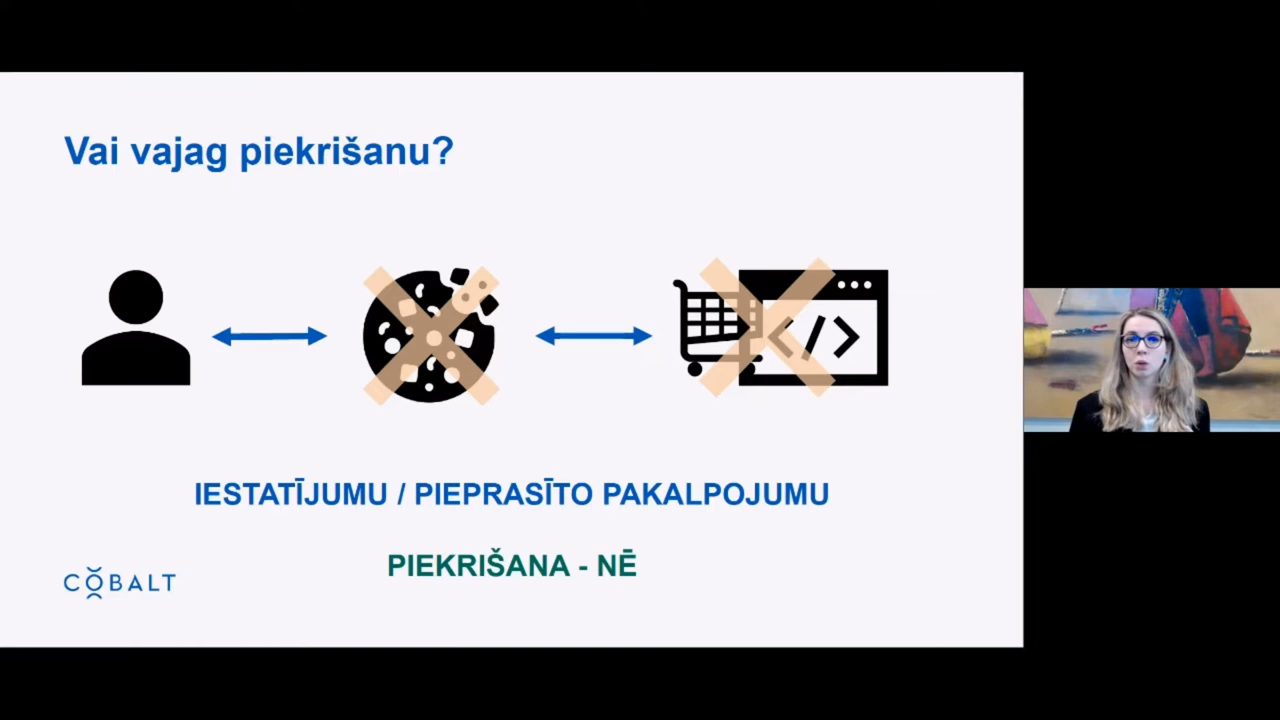 Vai vajag piekrišanu?
</>
IESTATĪJUMU / PIEPRASĪTO PAKALPOJUMU
PIEKRIŠANA - NĒ
COBALT